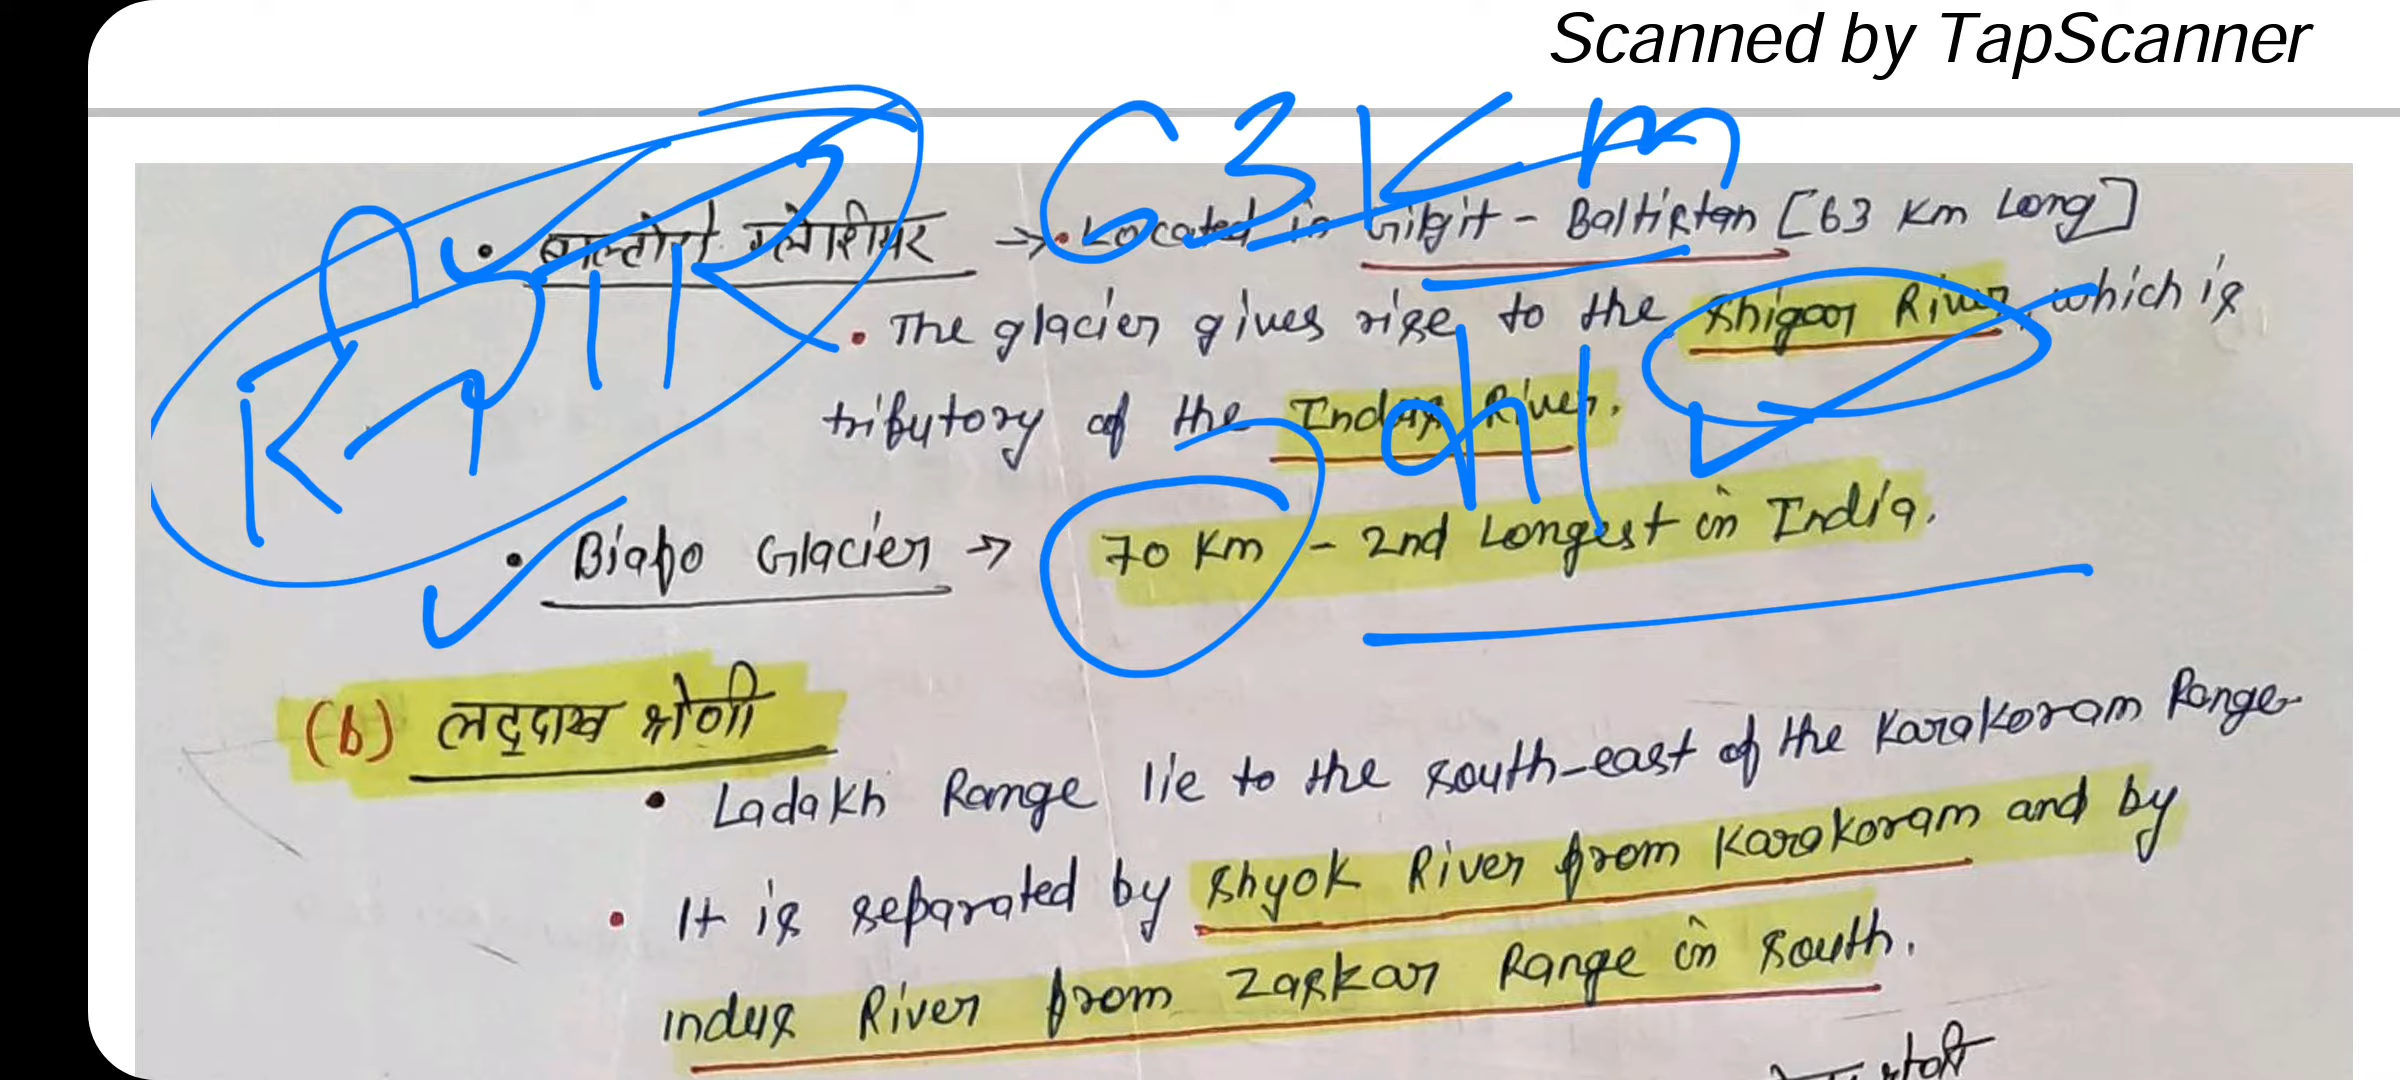 Scanned by TapScanner
63Km
• बाल्तोरो ग्लेशियर → • Located in Gilgit - Baltistan [63 Km Long]
• The glacier gives rise to the Shigar River, which is
tributory of the Indus River.
• Biafo Glacier → 70 Km - 2nd Longest in India.
(b) लद्दाख श्रेणी
• Ladakh Range lie to the south-east of the Karakoram Range
• It is separated by Shyok River from Karakoram and by
indus River from Zaskar Range in south.